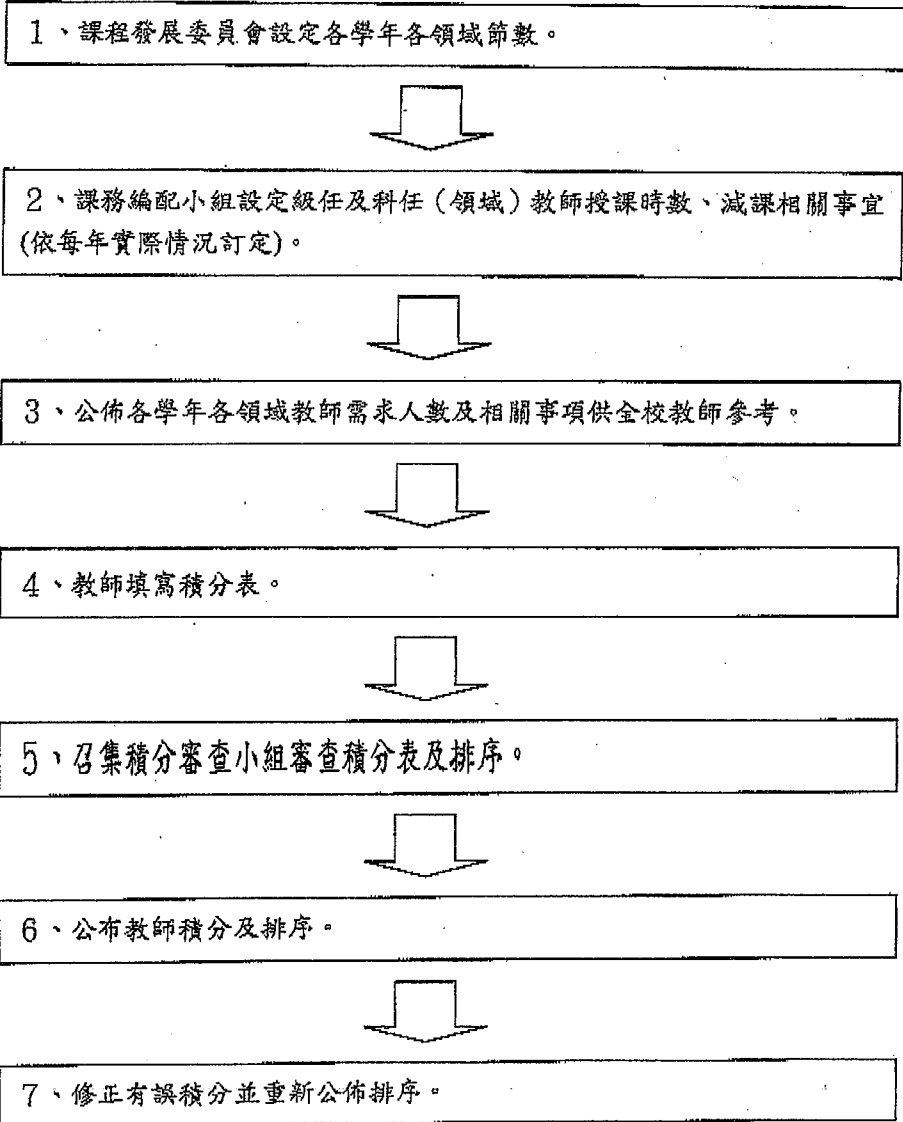 1、課程發展委員會設定各學年各領域節數。
2、課務編配小組設定級任及科任（領域）教師授課時數、減課相關事宜
(依每年實際情況訂定)。
3、公佈各學年各領域教師需求人數及相關事項供全校教師參考。
4、教師填寫積分表。
5、召集積分審查小組審查積分表及排序。
6、公布教師積分及排序。
7、修正有誤積分並重新公佈排序。